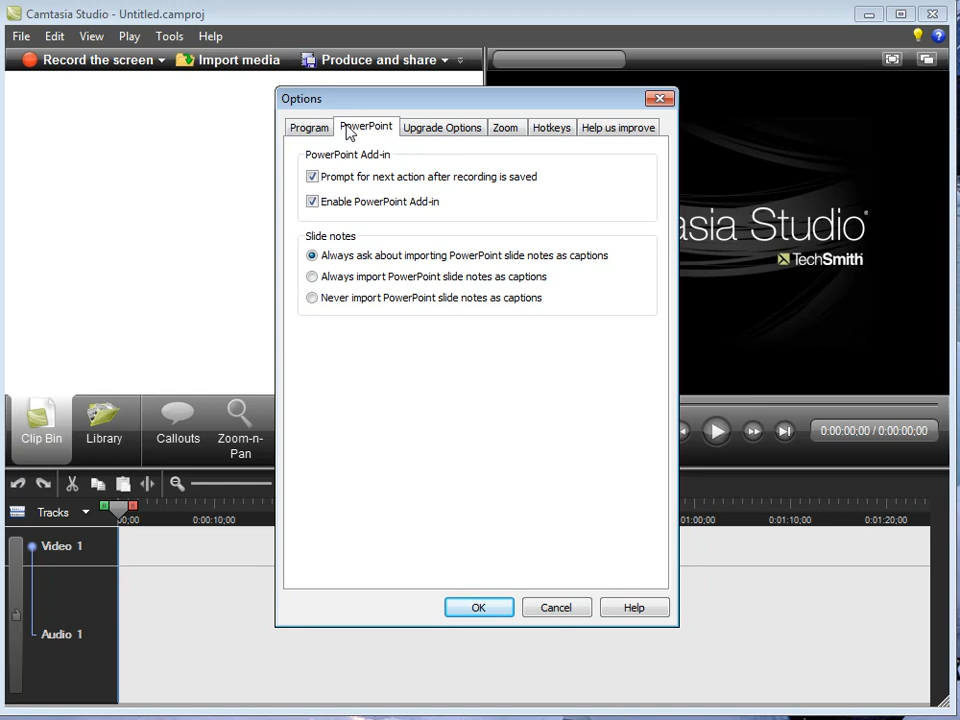 Camtasia Studio - Untitled.camproj
File Edit View Play Tools Help
Record the screen Import media Produce and share
Options
Program PowerPoint Upgrade Options Zoom Hotkeys Help us improve
PowerPoint Add-in
Prompt for next action after recording is saved
Enable PowerPoint Add-in
Slide notes
Always ask about importing PowerPoint slide notes as captions
Always import PowerPoint slide notes as captions
Never import PowerPoint slide notes as captions
asia Studio®
TechSmith
Clip Bin Library Callouts Zoom-n-
Pan
0:00:00;00 / 0:00:00;00
Tracks
00;00 0:00:10;00 01:00;00 0:01:10;00 0:01:20;00
Video 1
Audio 1
OK Cancel Help